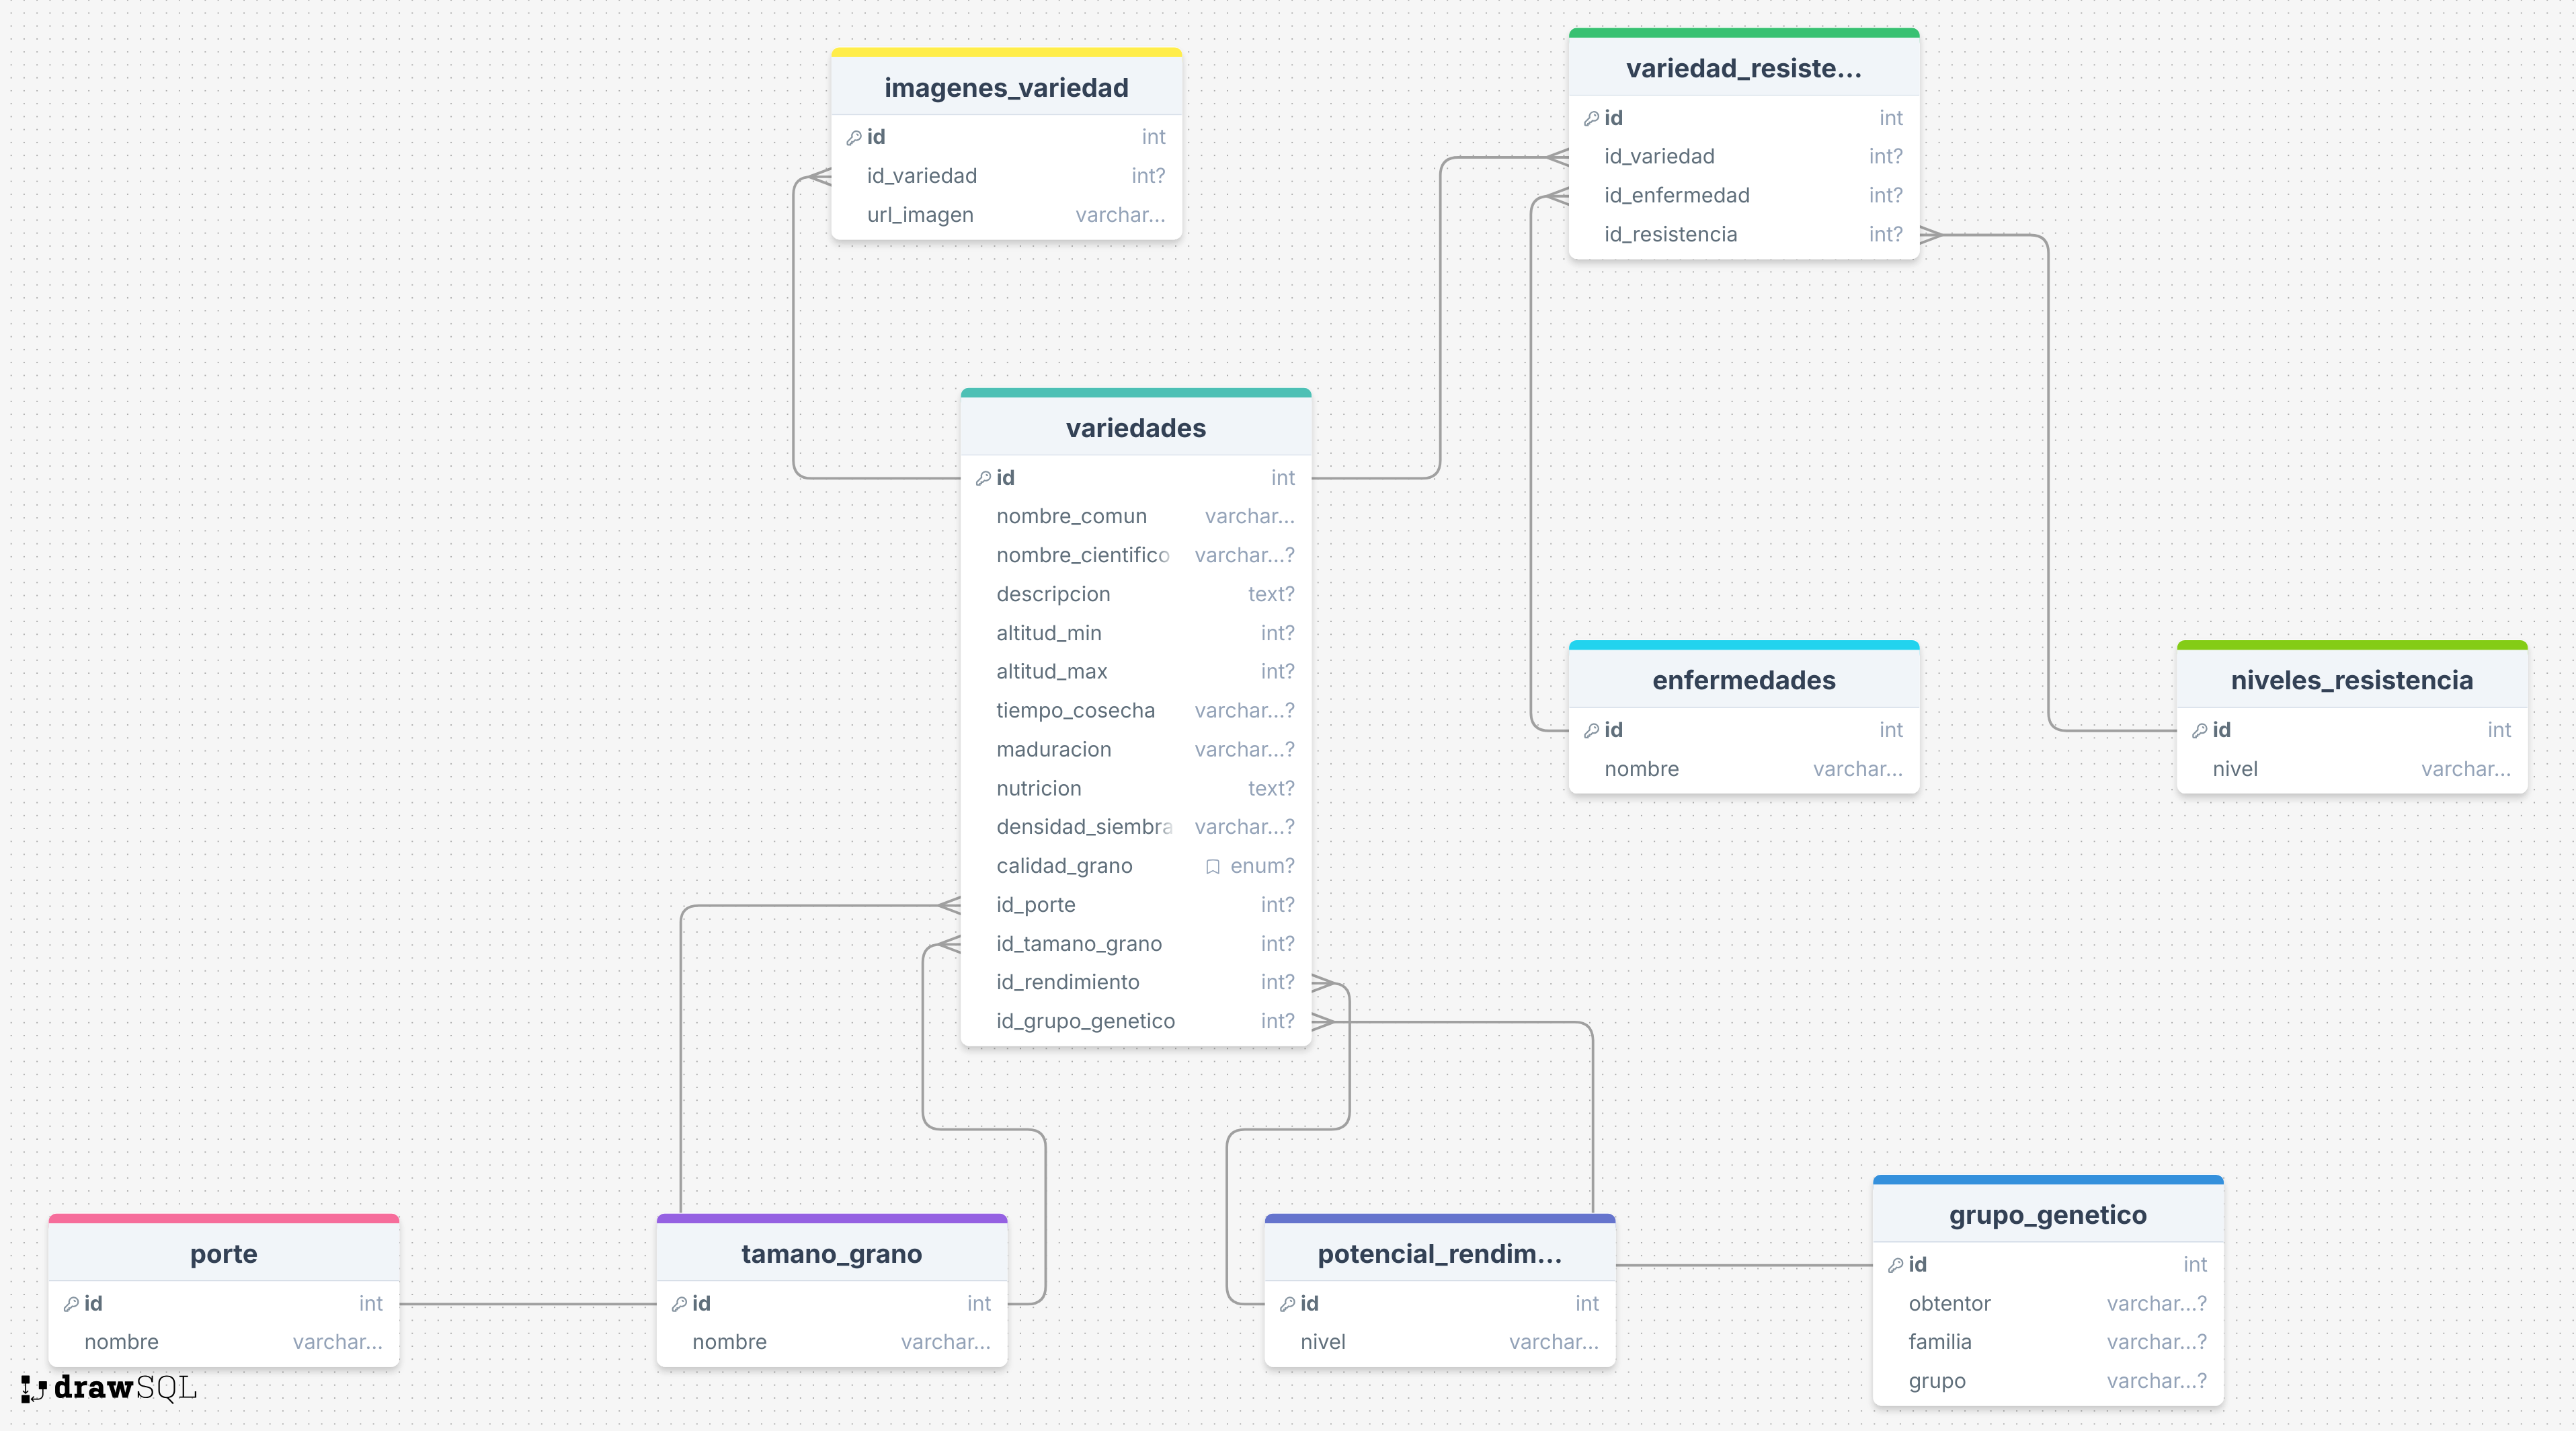 imagenes_variedad
id int
id_variedad int?
url_imagen varchar...
variedad_resiste...
id int
id_variedad int?
id_enfermedad int?
id_resistencia int?
variedades
id int
nombre_comun varchar...
nombre_cientifico varchar...?
descripcion text?
altitud_min int?
altitud_max int?
tiempo_cosecha varchar...?
maduracion varchar...?
nutricion text?
densidad_siembra varchar...?
calidad_grano enum?
id_porte int?
id_tamano_grano int?
id_rendimiento int?
id_grupo_genetico int?
enfermedades
id int
nombre varchar...
niveles_resistencia
id int
nivel varchar...
porte
id int
nombre varchar...
tamano_grano
id int
nombre varchar...
potencial_rendim...
id int
nivel varchar...
grupo_genetico
id int
obtentor varchar...?
familia varchar...?
grupo varchar...?
drawSQL